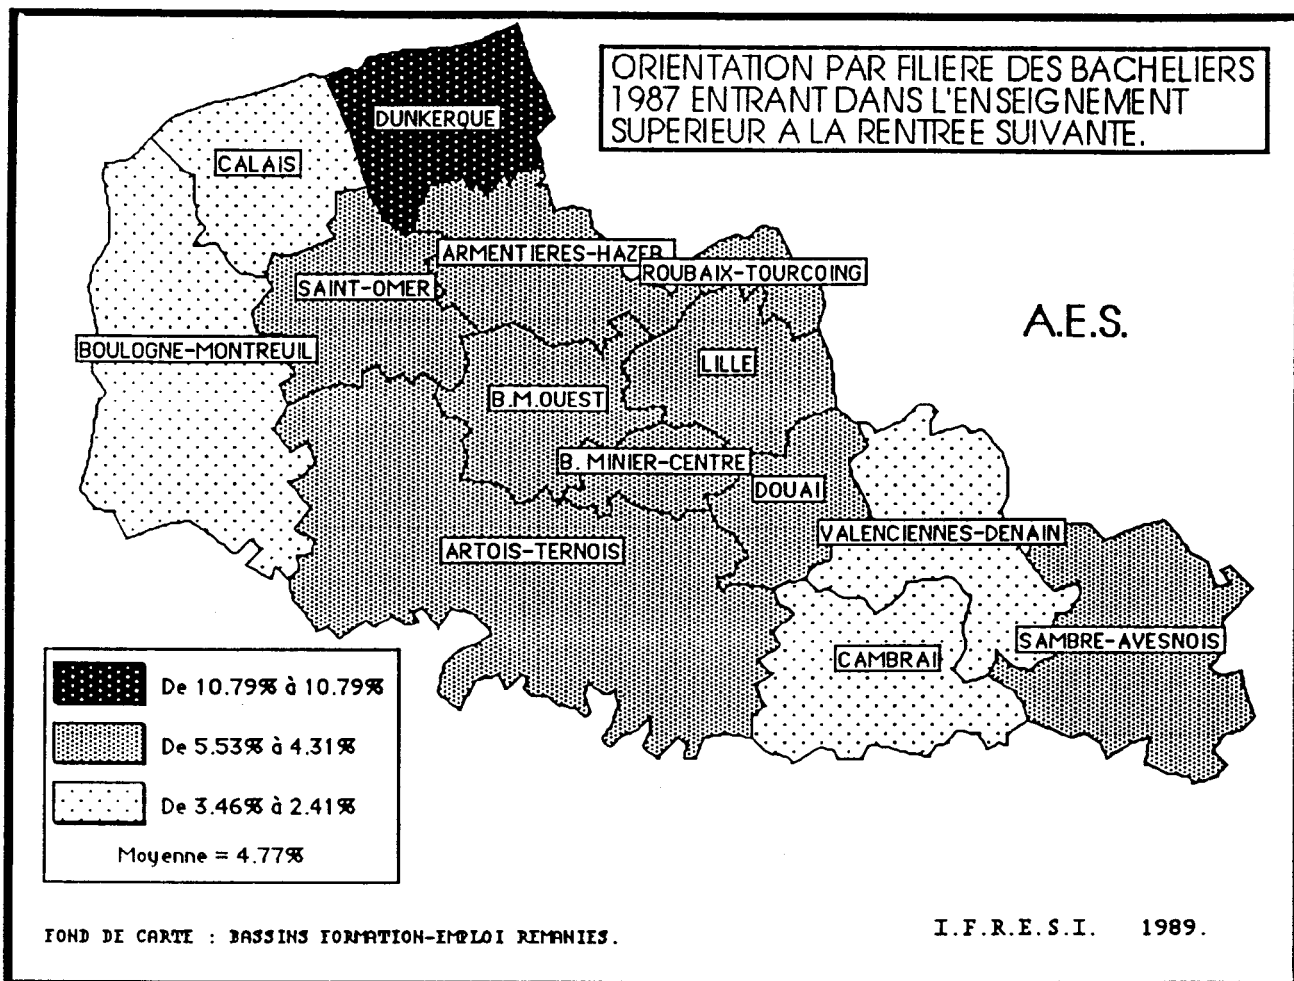 ORIENTATION PAR FILIERE DES BACHELIERS
1987 ENTRANT DANS L'ENSEIGNEMENT
SUPERIEUR A LA RENTREE SUIVANTE.
DUNKERQUE
CALAIS
ARMENTIERES-HAZEB.
ROUBAIX-TOURCOING
SAINT-OMER
A.E.S.
BOULOGNE-MONTREUIL
LILLE
B.M.OUEST
B. MINIER-CENTRE
DOUAI
VALENCIENNES-DENAIN
ARTOIS-TERNOIS
SAMBRE-AVESNOIS
CAMBRAI
De 10.79% à 10.79%
De 5.53% à 4.31%
De 3.46% à 2.41%
Moyenne = 4.77%
FOND DE CARTE : BASSINS FORMATION-EMPLOI REMANIES.
I.F.R.E.S.I. 1989.